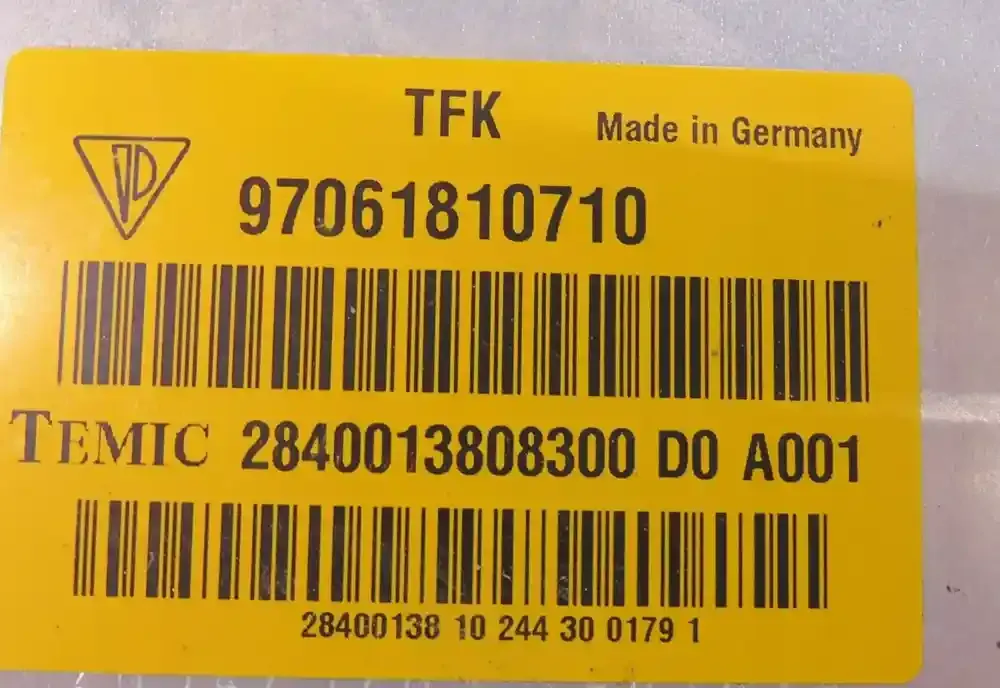 TFK
Made in Germany
97061810710
TEMIC 2840013808300 D0 A001
28400138 10 244 30 0179 1